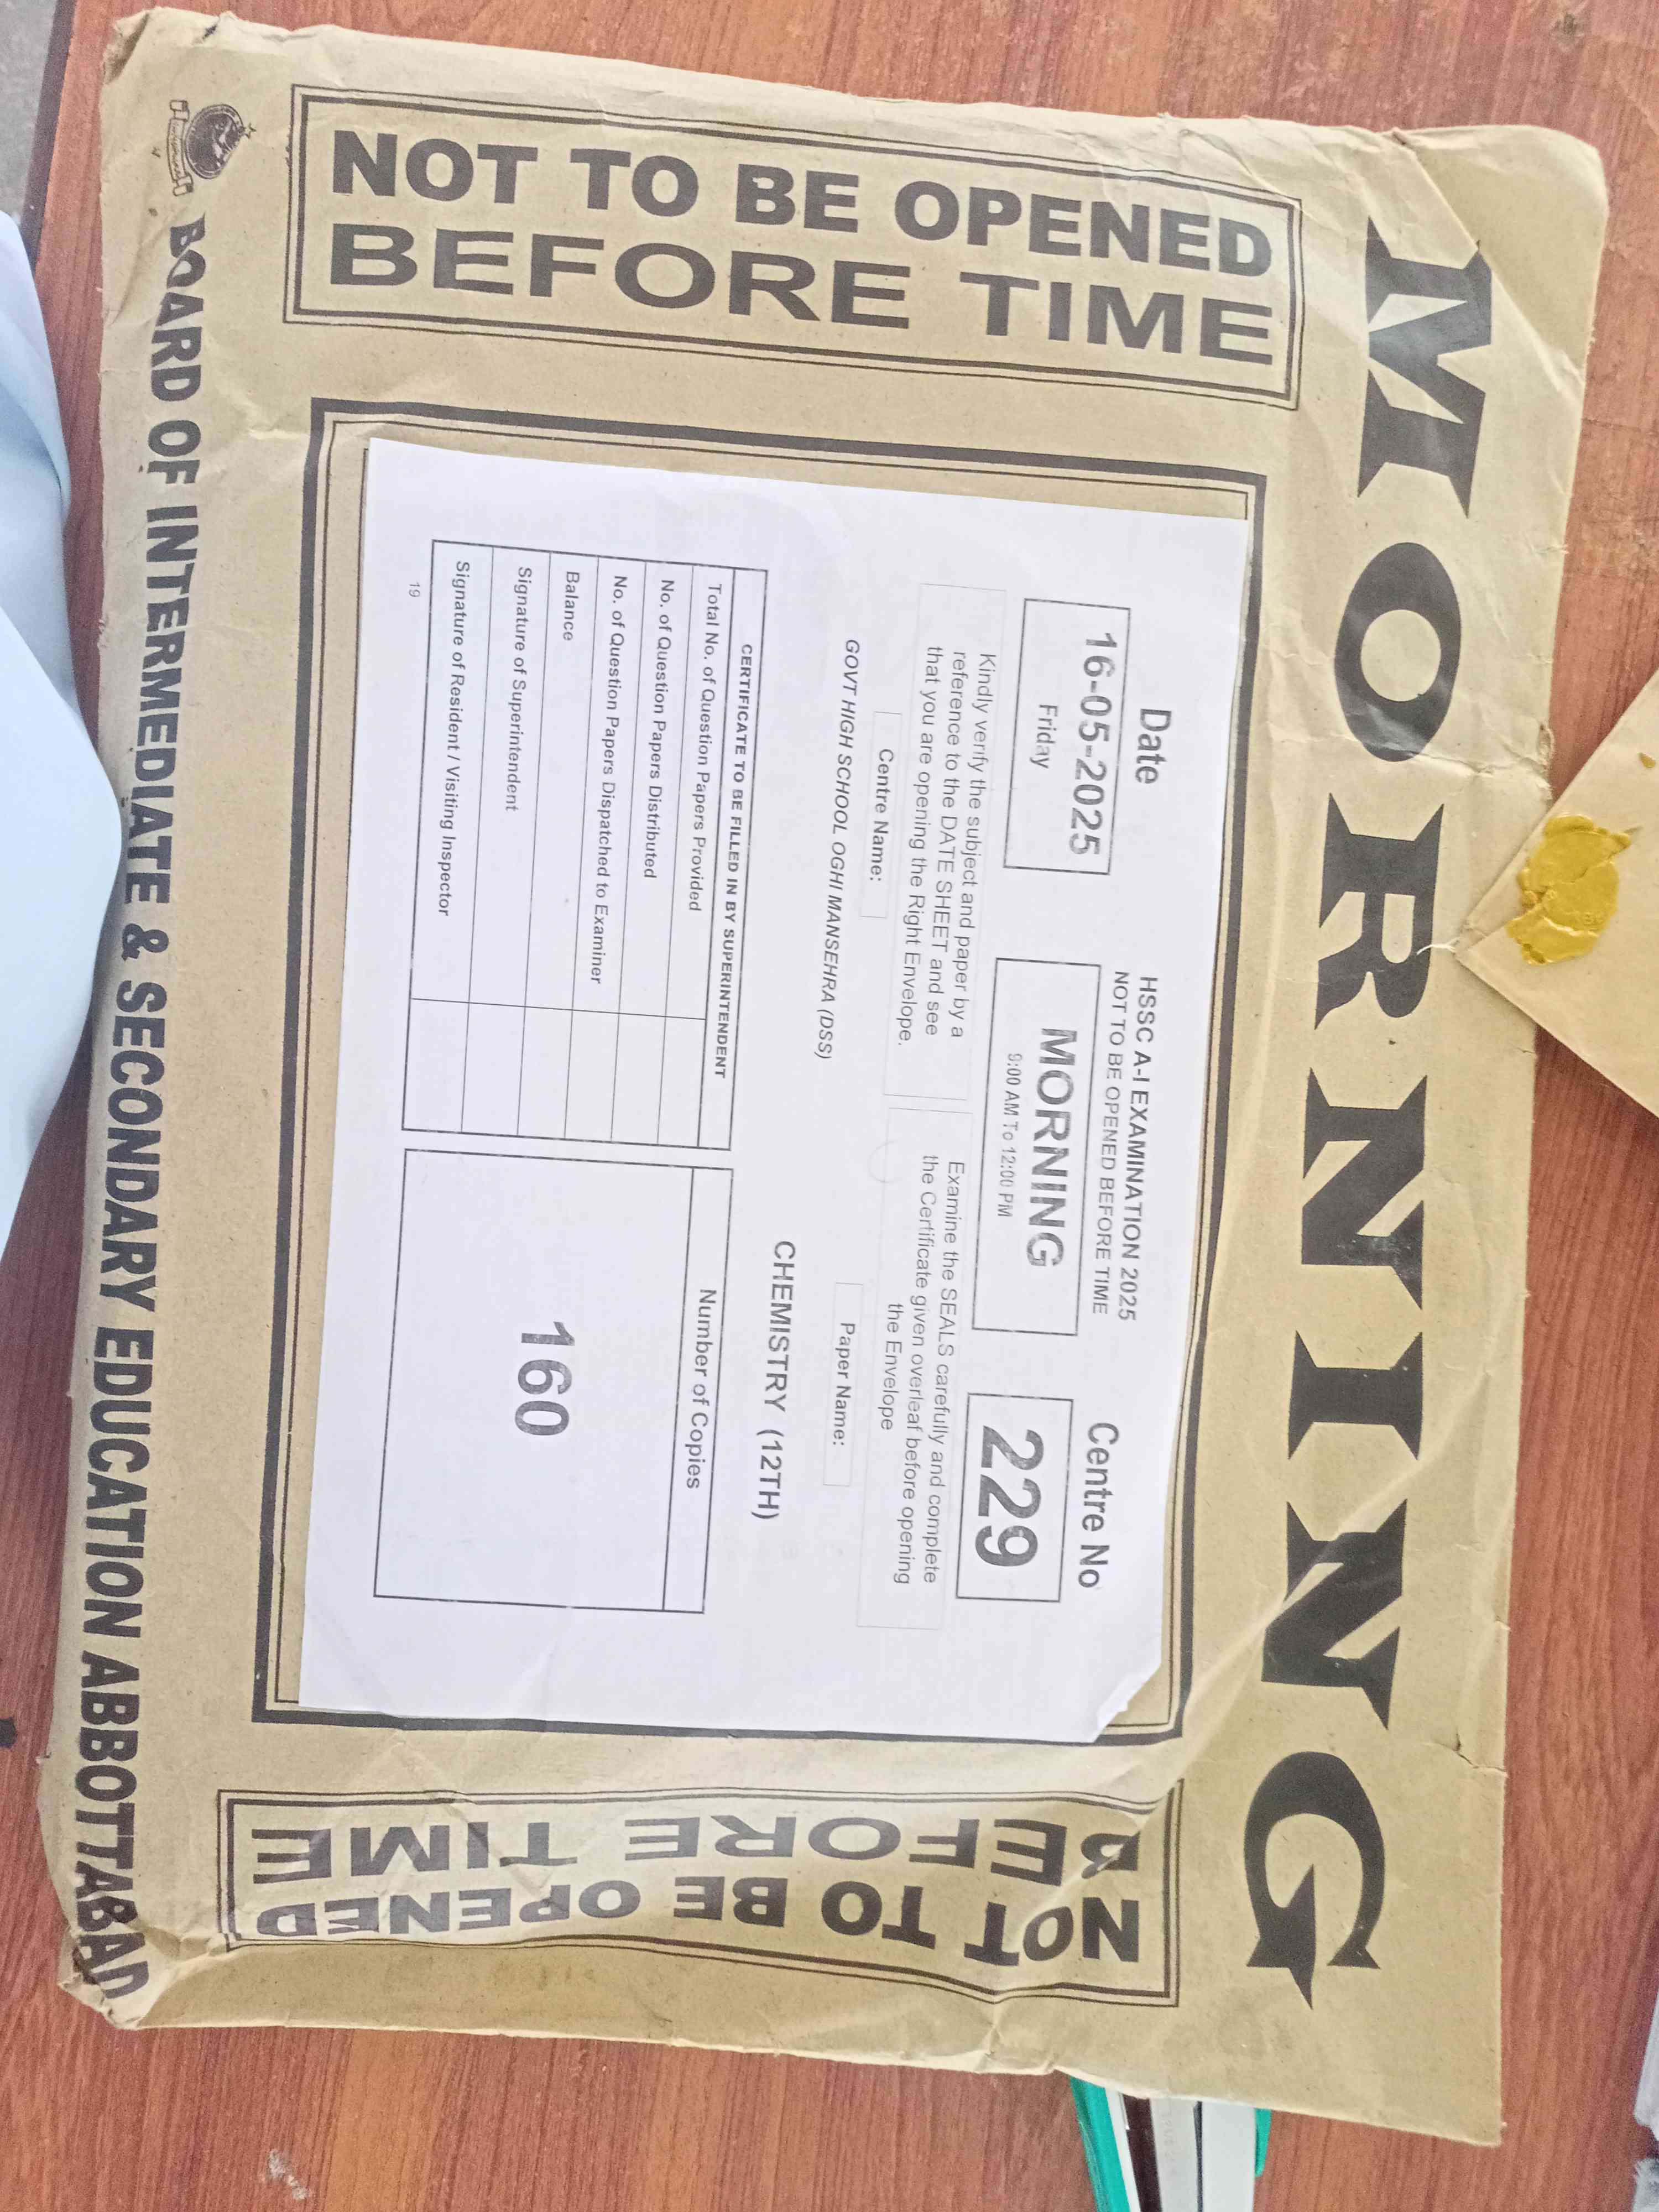 MORNING
NOT TO BE OPENED
BEFORE TIME
Date
16-05-2025
Friday
HSSC A-I EXAMINATION 2025
NOT TO BE OPENED BEFORE TIME
MORNING
9:00 AM To 12:00 PM
Centre No
229
Kindly verify the subject and paper by a
reference to the DATE SHEET and see
that you are opening the Right Envelope.
Examine the SEALS carefully and complete
the Certificate given overleaf before opening
the Envelope
Centre Name:
GOVT HIGH SCHOOL OGHI MANSEHRA (DSS)
Paper Name:
CHEMISTRY (12TH)
CERTIFICATE TO BE FILLED IN BY SUPERINTENDENT
Total No. of Question Papers Provided
No. of Question Papers Distributed
No. of Question Papers Dispatched to Examiner
Balance
Signature of Superintendent
Signature of Resident / Visiting Inspector
19
Number of Copies
160
NOT TO BE OPENED
BEFORE TIME
BOARD OF INTERMEDIATE & SECONDARY EDUCATION ABBOTTABAD